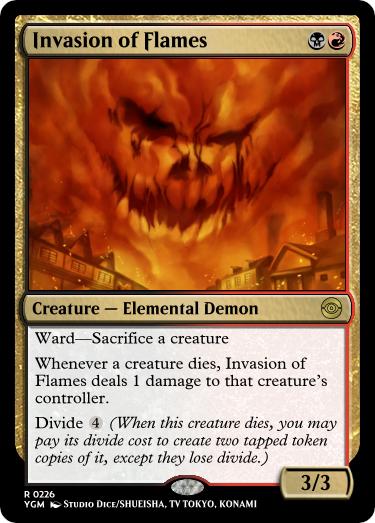 Invasion of Flames
Creature — Elemental Demon
Ward—Sacrifice a creature
Whenever a creature dies, Invasion of
Flames deals 1 damage to that creature's
controller.
Divide 4 (When this creature dies, you may
pay its divide cost to create two tapped token
copies of it, except they lose divide.)
3/3
R 0226
YGM Studio Dice/SHUEISHA, TV TOKYO, KONAMI